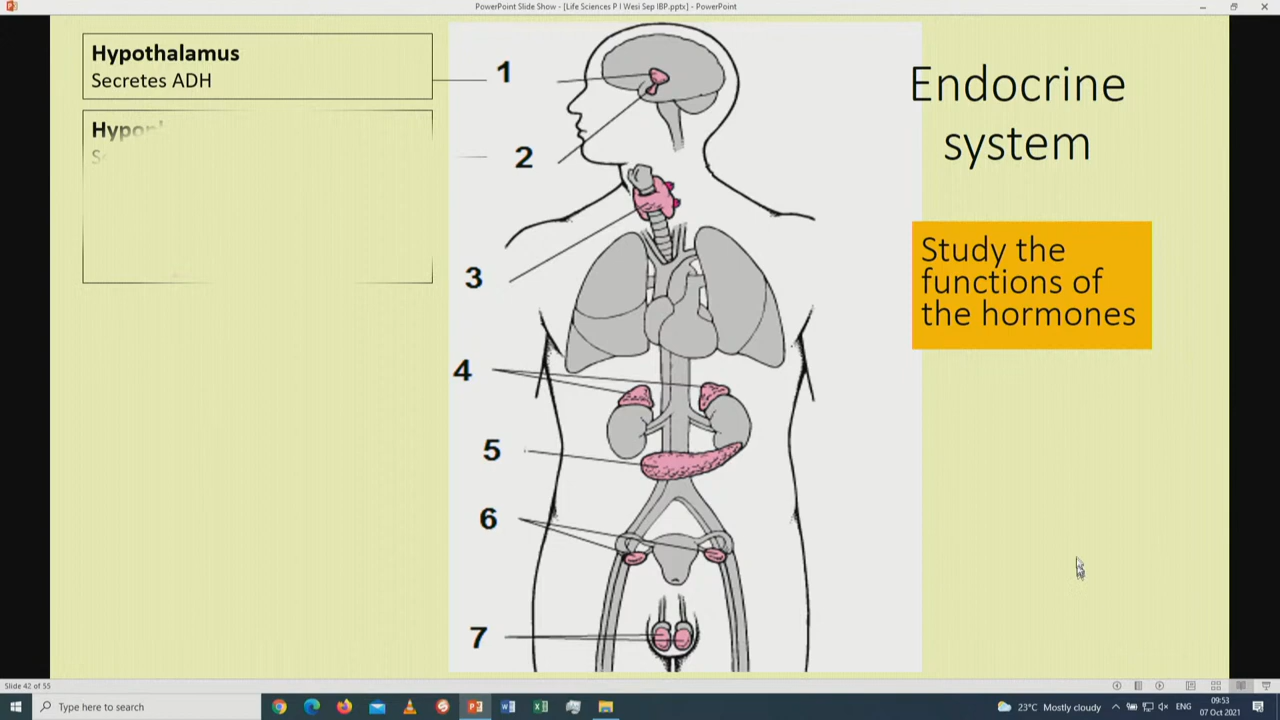 PowerPoint Slide Show - [Life Sciences P I Wesi Sep IBP.pptx] - PowerPoint
Hypothalamus
Secretes ADH
1
2
3
4
5
6
7
Endocrine
system
Study the
functions of
the hormones
Slide 42 of 55
Type here to search
23°C Mostly cloudy
ENG
09:53
07 Oct 2021